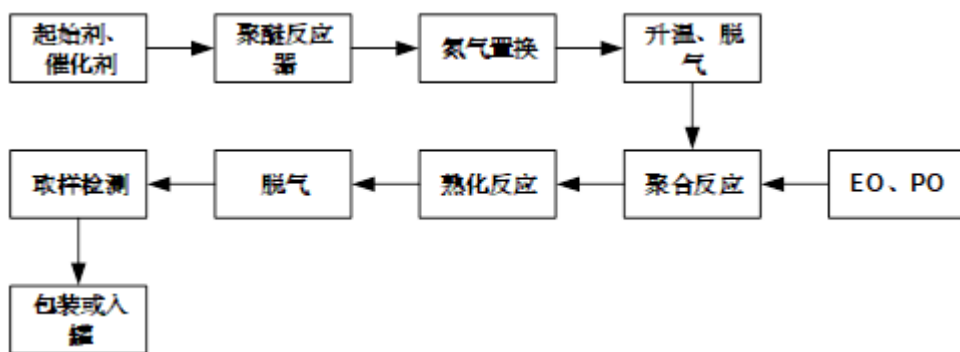 起始剂、
催化剂
聚醚反应
器
氮气置换
升温、脱
气
取样检测
脱气
熟化反应
聚合反应
EO、PO
包装或入
罐